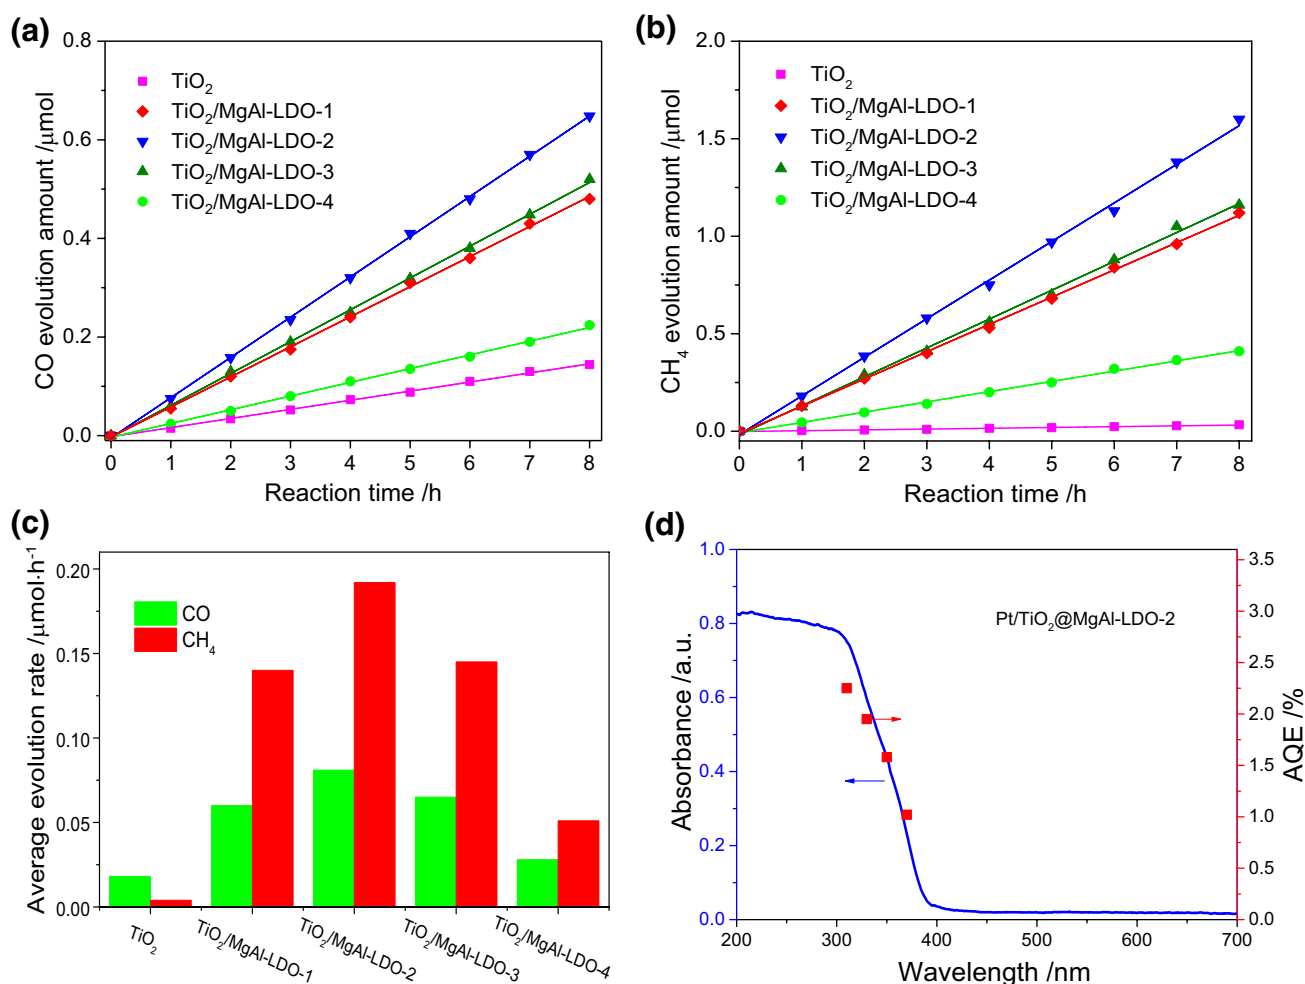 (a)
0.8
0.6
0.4
0.2
0.0
CO evolution amount /μmol
TiO2
TiO2/MgAl-LDO-1
TiO2/MgAl-LDO-2
TiO2/MgAl-LDO-3
TiO2/MgAl-LDO-4
0 1 2 3 4 5 6 7 8
Reaction time /h
(b)
2.0
1.5
1.0
0.5
0.0
CH4 evolution amount /μmol
TiO2
TiO2/MgAl-LDO-1
TiO2/MgAl-LDO-2
TiO2/MgAl-LDO-3
TiO2/MgAl-LDO-4
0 1 2 3 4 5 6 7 8
Reaction time /h
(c)
0.20
0.15
0.10
0.05
0.00
Average evolution rate /μmol·h-1
CO
CH4
TiO2
TiO2/MgAl-LDO-1
TiO2/MgAl-LDO-2
TiO2/MgAl-LDO-3
TiO2/MgAl-LDO-4
(d)
1.0
0.8
0.6
0.4
0.2
0.0
Absorbance /a.u.
Pt/TiO2@MgAl-LDO-2
3.5
3.0
2.5
2.0
1.5
1.0
0.5
0.0
AQE /%
200 300 400 500 600 700
Wavelength /nm